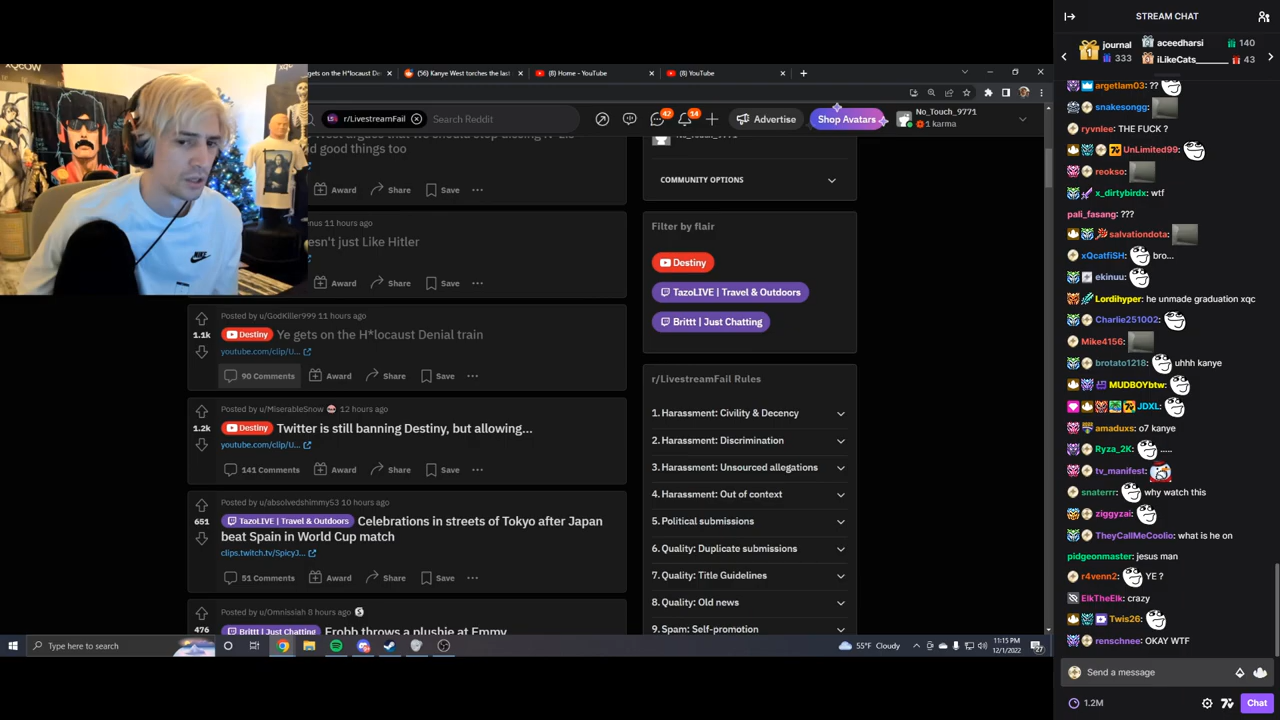 gets on the H*locaust De
(56) Kanye West torches the last
(8) Home - YouTube
(8) YouTube
r/LivestreamFail
Search Reddit
42
14
Advertise
Shop Avatars
No_Touch_9771
1 karma
id good things too
Award
Share
Save
enus 11 hours ago
esn't just Like Hitler
Award
Share
Save
Posted by u/GodKiller999 11 hours ago
1.1k
Destiny Ye gets on the H*locaust Denial train
youtube.com/clip/U...
90 Comments
Award
Share
Save
Posted by u/MiserableSnow 12 hours ago
1.2k
Destiny Twitter is still banning Destiny, but allowing...
youtube.com/clip/U...
141 Comments
Award
Share
Save
Posted by u/absolvedshimmy53 10 hours ago
651
TazoLIVE | Travel & Outdoors Celebrations in streets of Tokyo after Japan
beat Spain in World Cup match
clips.twitch.tv/SpicyJ...
51 Comments
Award
Share
Save
Posted by u/Omnissiah 8 hours ago
476
Brittt | Just Chatting Frobb throws a plushie at Emmy
COMMUNITY OPTIONS
Filter by flair
Destiny
TazoLIVE | Travel & Outdoors
Brittt | Just Chatting
r/LivestreamFail Rules
1. Harassment: Civility & Decency
2. Harassment: Discrimination
3. Harassment: Unsourced allegations
4. Harassment: Out of context
5. Political submissions
6. Quality: Duplicate submissions
7. Quality: Title Guidelines
8. Quality: Old news
9. Spam: Self-promotion
Type here to search
55°F Cloudy
11:15 PM
12/1/2022
27
STREAM CHAT
1
journal
333
2 aceedharsi 140
3 iLikeCats______ 43
argetlam03: ??
snakesongg:
ryvnlee: THE FUCK ?
UnLimited99:
reokso:
x_dirtybirdx: wtf
pali_fasang: ???
salvationdota:
xQcatfiSH: bro...
ekinuu:
Lordihyper: he unmade graduation xqc
Charlie251002:
Mike4156:
brotato1218: uhhh kanye
MUDBOYbtw:
JDXL:
amaduxs: o7 kanye
Ryza_2K: .....
tv_manifest:
snaterrr: why watch this
ziggyzai:
TheyCallMeCoolio: what is he on
pidgeonmaster: jesus man
r4venn2: YE ?
ElkTheElk: crazy
Twis26:
renschnee: OKAY WTF
Send a message
1.2M
Chat